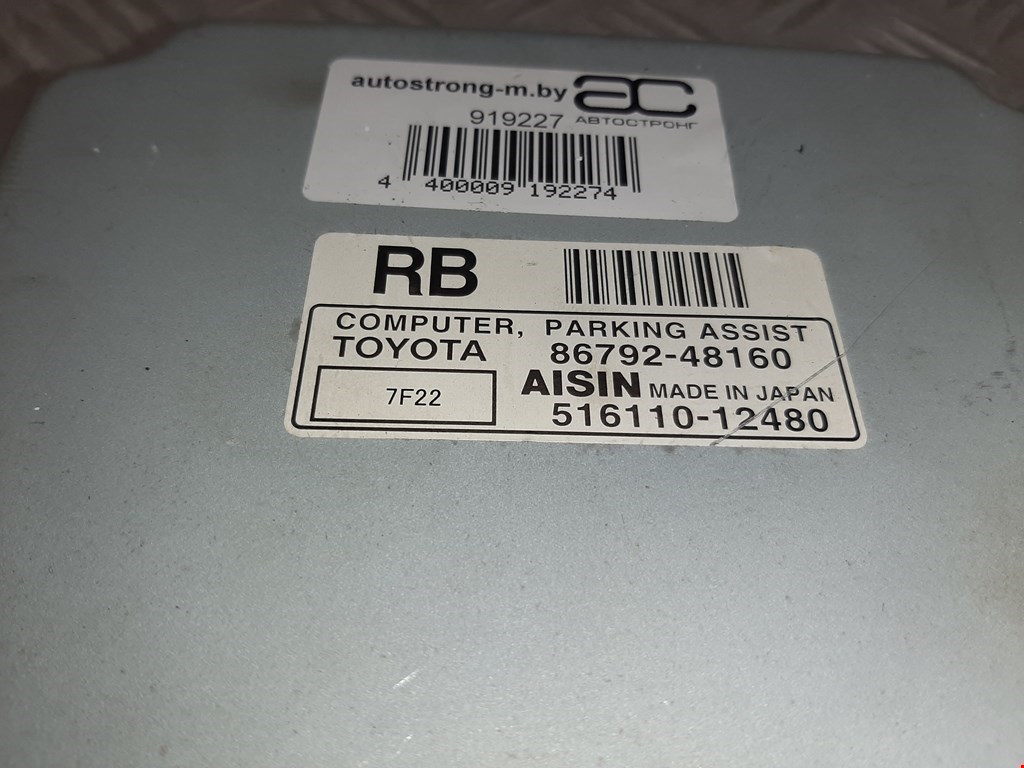 autostrong-m.by ac
919227 АВТОСТРОНГ
4 400009 192274
RB
COMPUTER, PARKING ASSIST
TOYOTA 86792-48160
7F22 AISIN MADE IN JAPAN
516110-12480